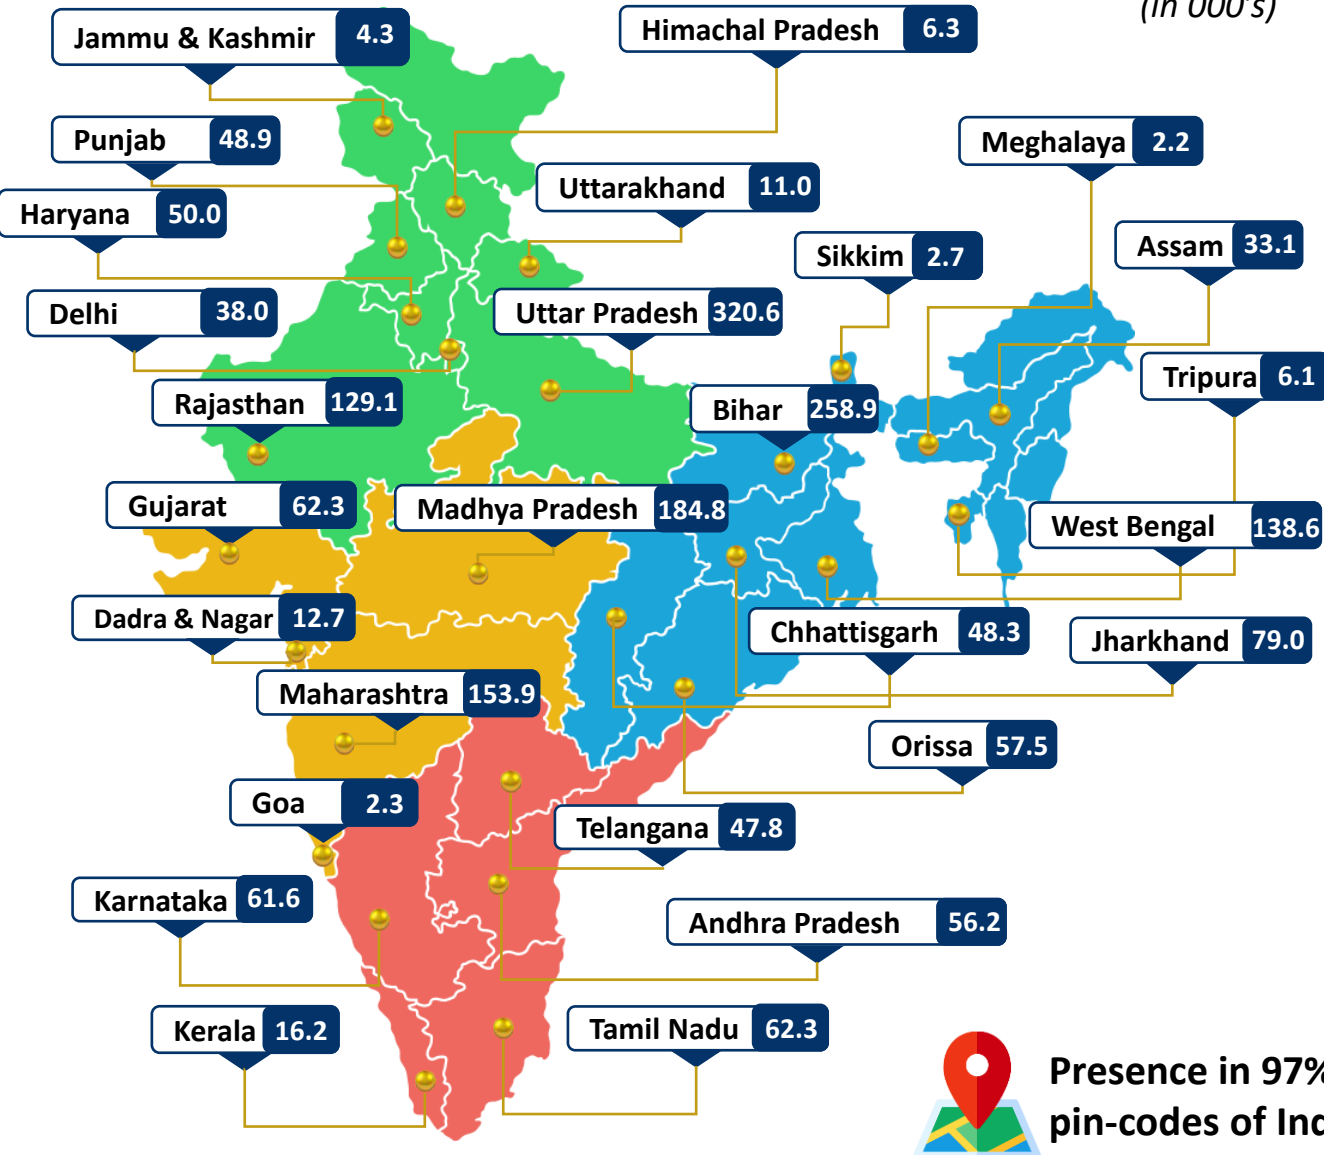 (In 000's)
Jammu & Kashmir 4.3
Himachal Pradesh 6.3
Punjab 48.9
Meghalaya 2.2
Uttarakhand 11.0
Haryana 50.0
Assam 33.1
Sikkim 2.7
Delhi 38.0
Uttar Pradesh 320.6
Tripura 6.1
Rajasthan 129.1
Bihar 258.9
Gujarat 62.3
Madhya Pradesh 184.8
West Bengal 138.6
Dadra & Nagar 12.7
Chhattisgarh 48.3
Jharkhand 79.0
Maharashtra 153.9
Orissa 57.5
Goa 2.3
Telangana 47.8
Karnataka 61.6
Andhra Pradesh 56.2
Kerala 16.2
Tamil Nadu 62.3
Presence in 97%
pin-codes of